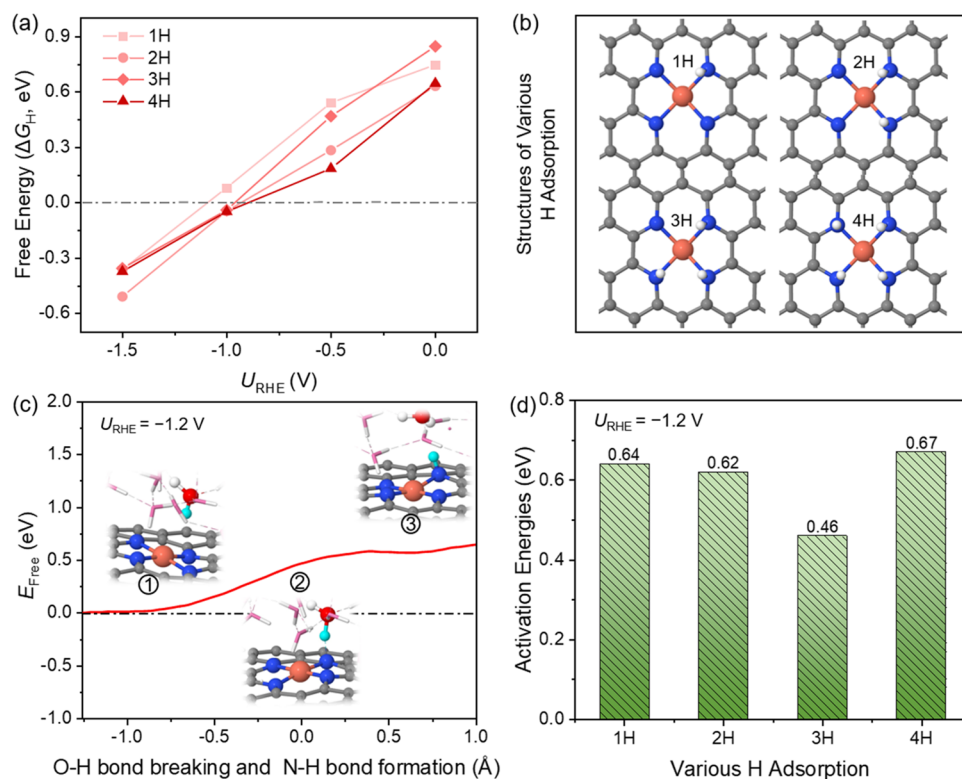 (a)
Free Energy (ΔG_H, eV)
0.9
0.6
0.3
0.0
-0.3
-0.6
1H
2H
3H
4H
-1.5
-1.0
-0.5
0.0
U_RHE (V)
(b)
Structures of Various
H Adsorption
1H
2H
3H
4H
(c)
U_RHE = −1.2 V
E_Free (eV)
2.0
1.5
1.0
0.5
0.0
-0.5
-1.0
①
②
③
-1.0
-0.5
0.0
0.5
1.0
O-H bond breaking and N-H bond formation (Å)
(d)
U_RHE = −1.2 V
Activation Energies (eV)
0.8
0.6
0.4
0.2
0.0
0.64
0.62
0.46
0.67
1H
2H
3H
4H
Various H Adsorption